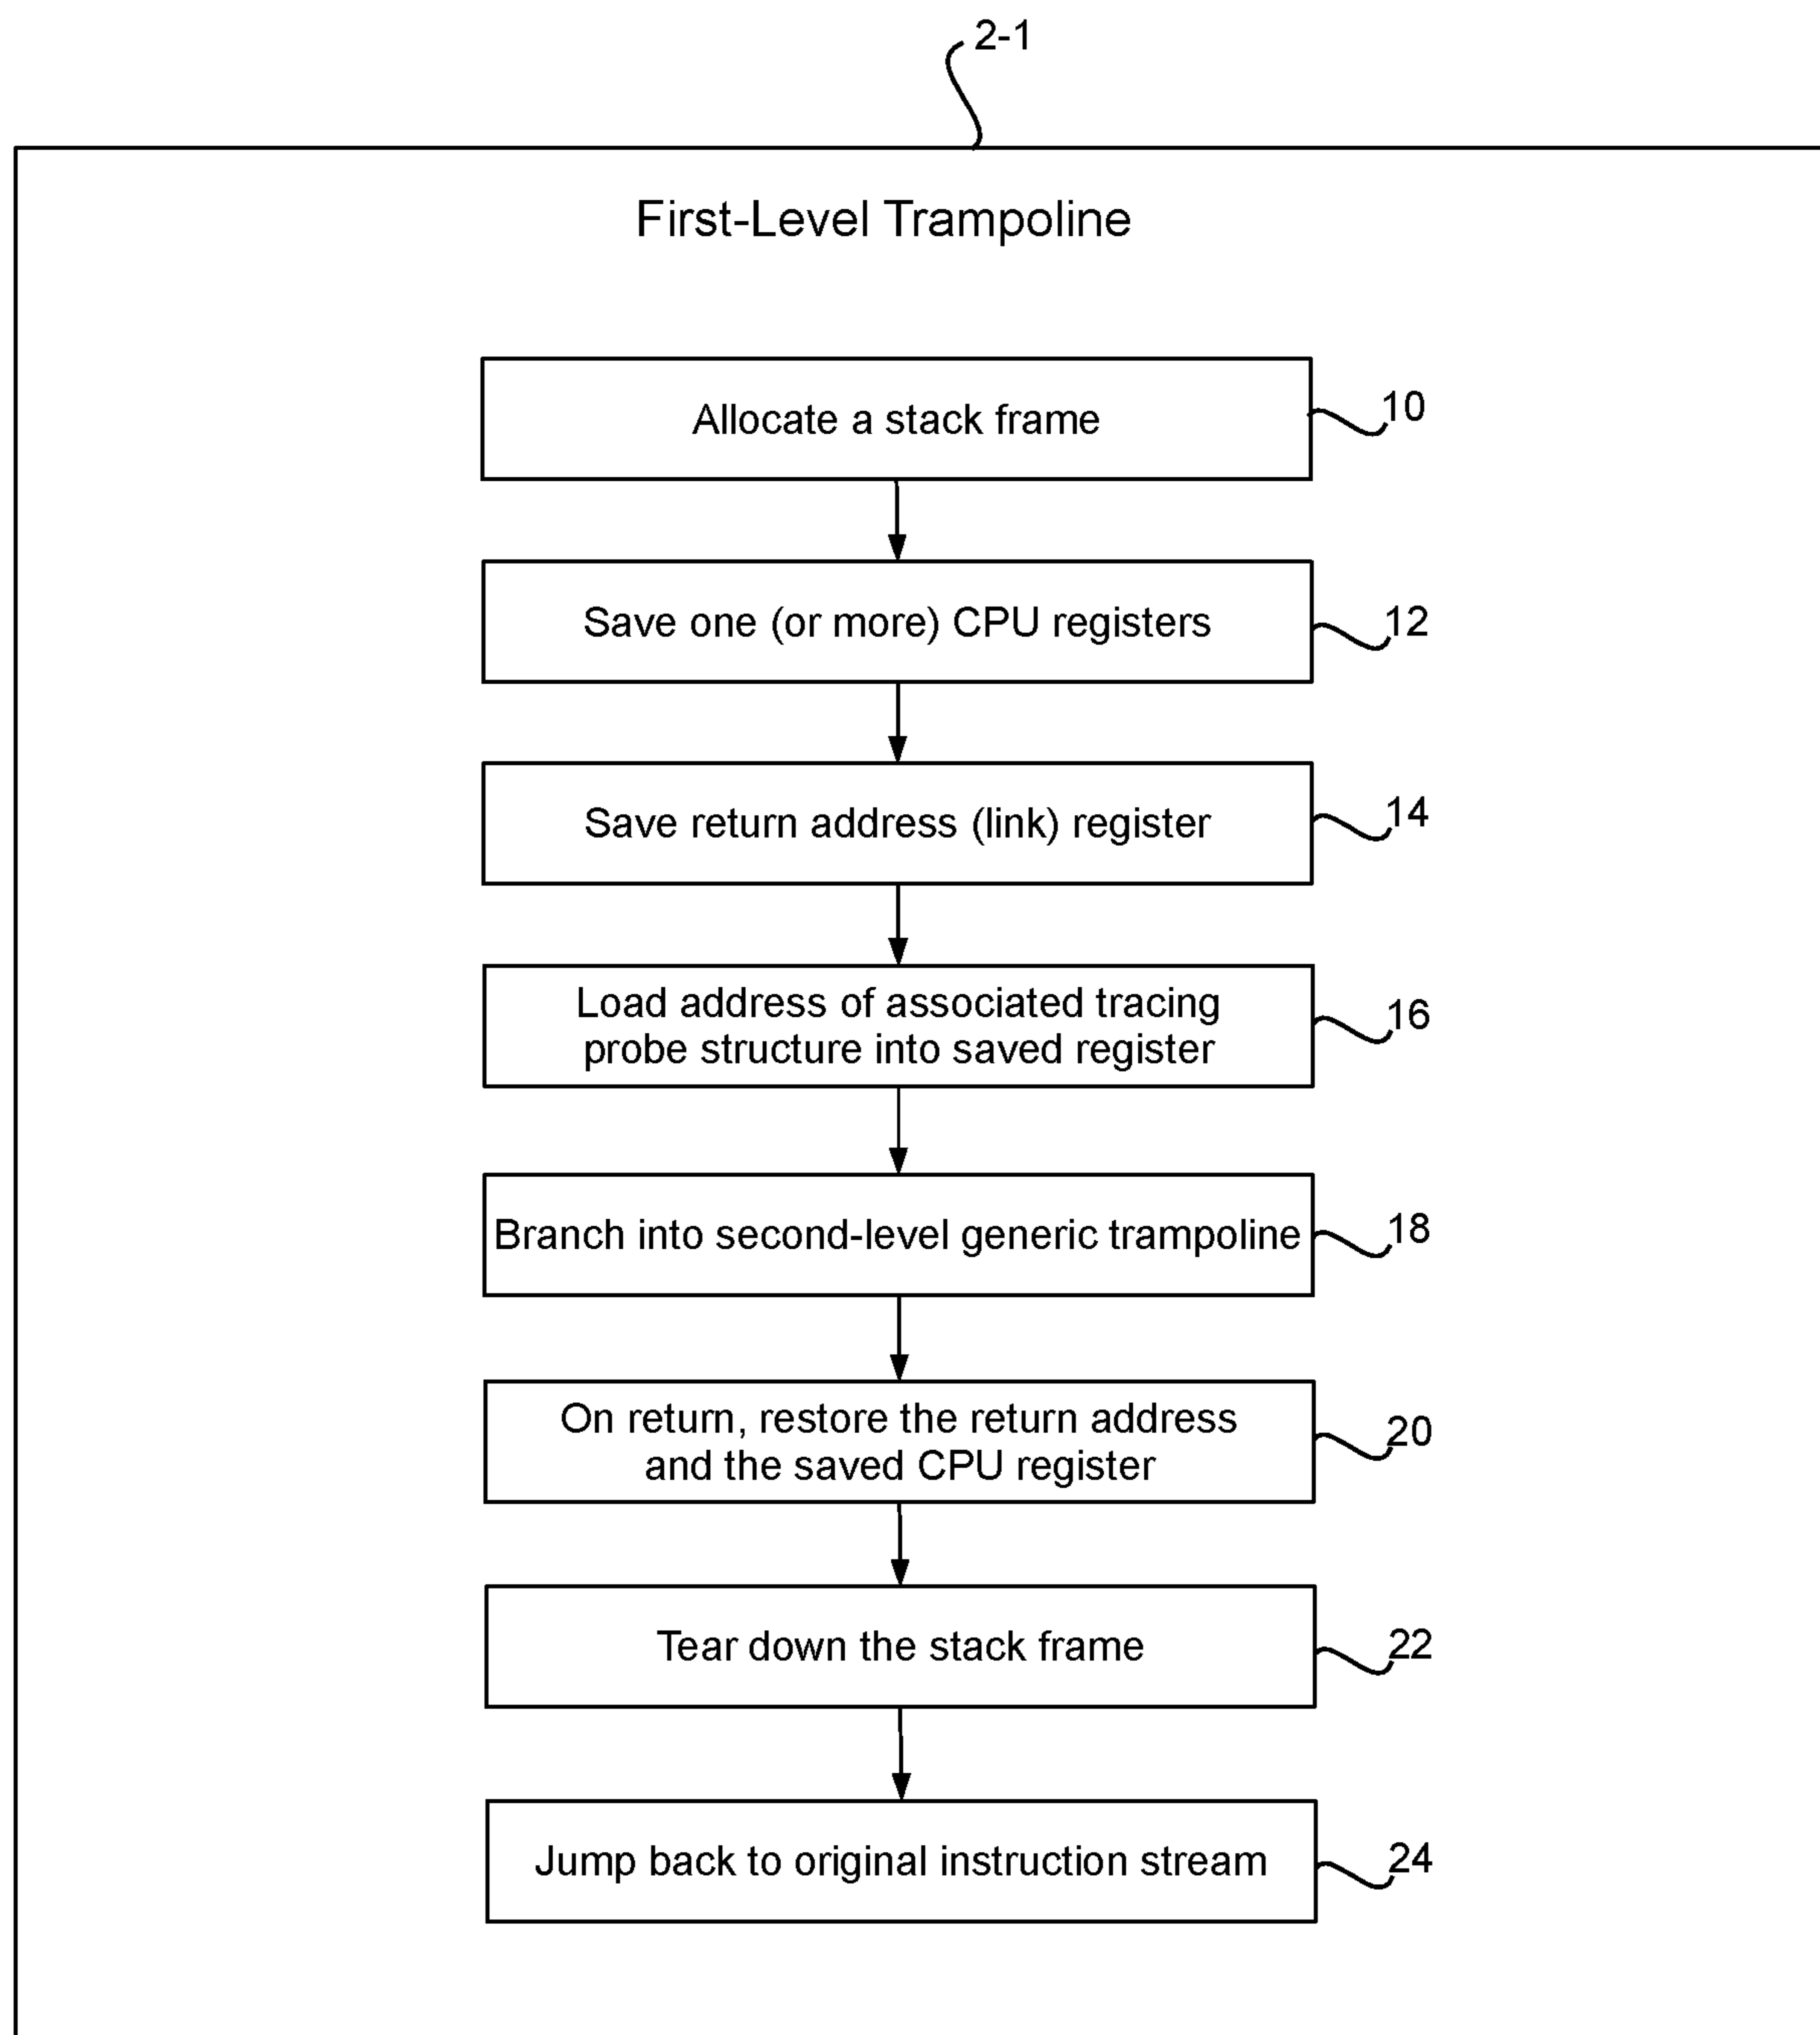 2-1
First-Level Trampoline
Allocate a stack frame
10
Save one (or more) CPU registers
12
Save return address (link) register
14
Load address of associated tracing
probe structure into saved register
16
Branch into second-level generic trampoline
18
On return, restore the return address
and the saved CPU register
20
Tear down the stack frame
22
Jump back to original instruction stream
24